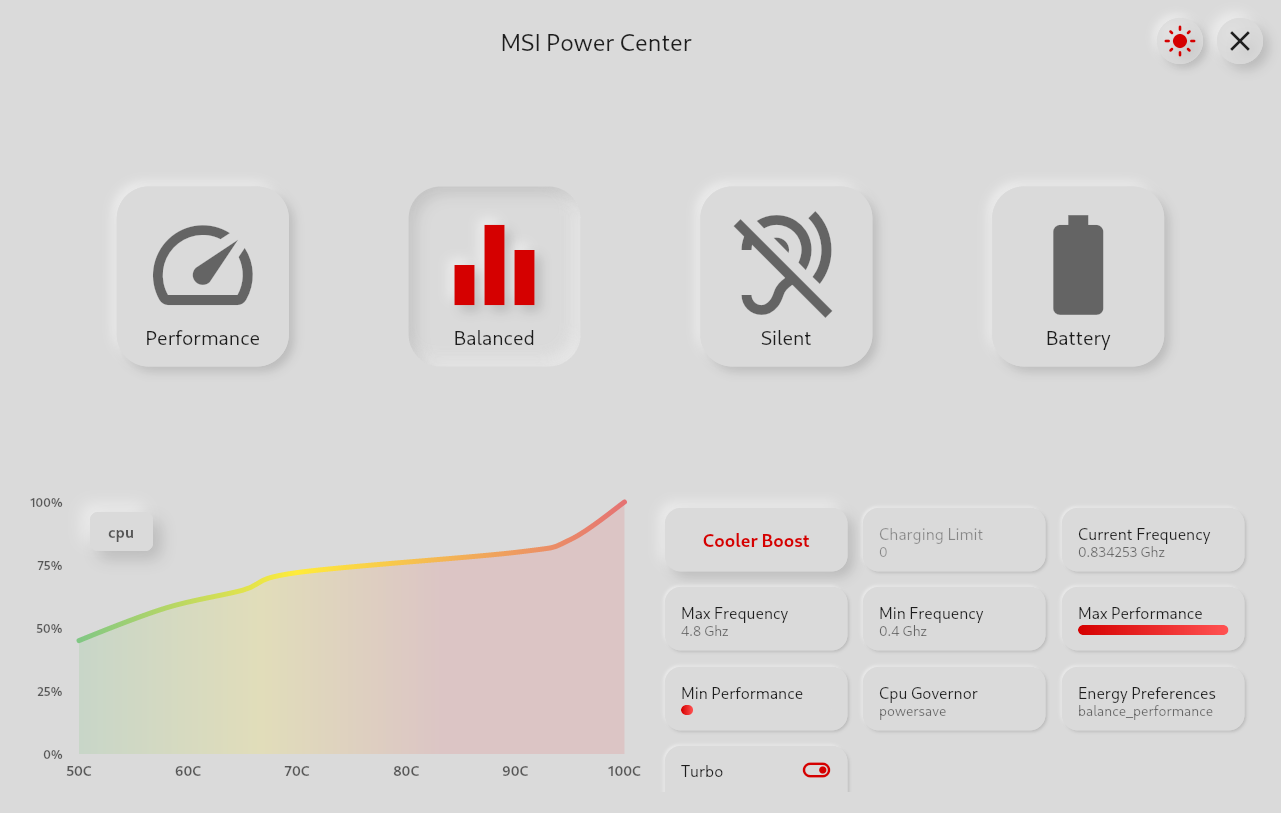 MSI Power Center
Performance
Balanced
Silent
Battery
100%
75%
50%
25%
0%
cpu
50C
60C
70C
80C
90C
100C
Cooler Boost
Charging Limit
0
Current Frequency
0.834253 Ghz
Max Frequency
4.8 Ghz
Min Frequency
0.4 Ghz
Max Performance
Min Performance
Cpu Governor
powersave
Energy Preferences
balance_performance
Turbo